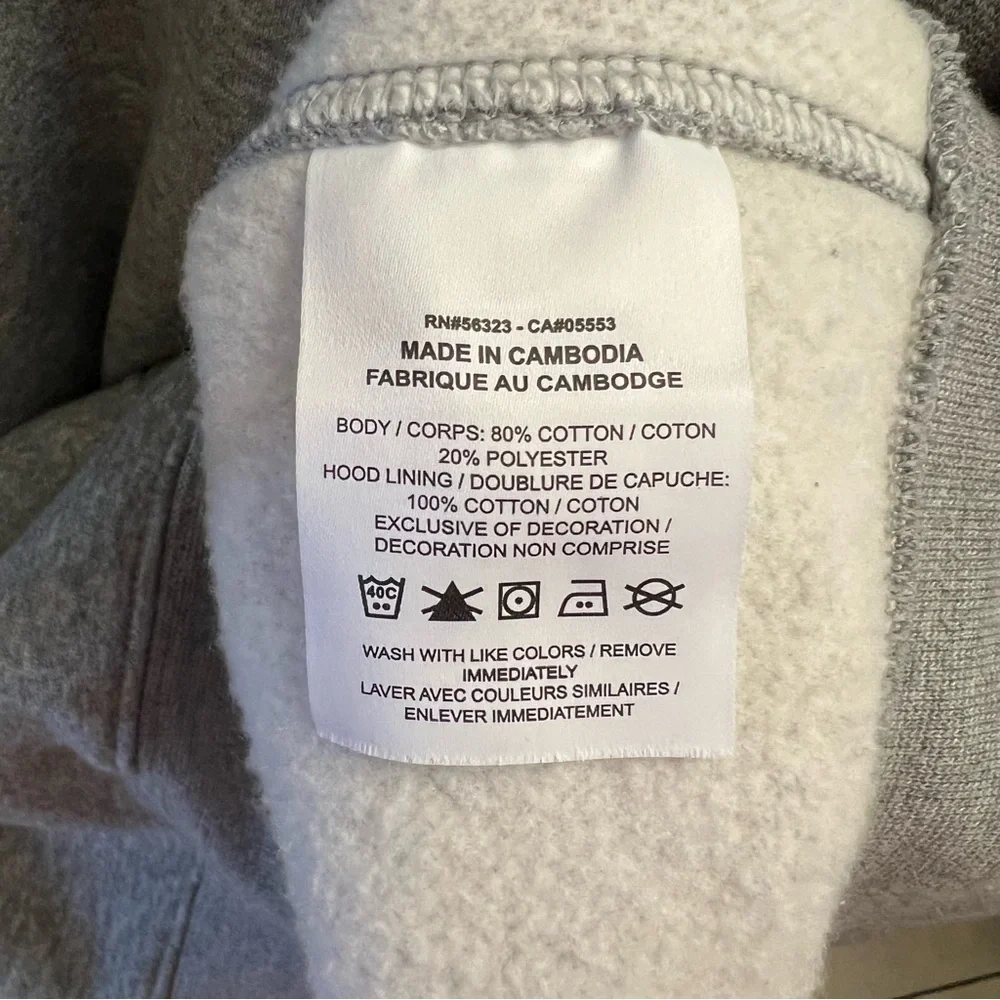 RN#56323 - CA#05553
MADE IN CAMBODIA
FABRIQUE AU CAMBODGE
BODY / CORPS: 80% COTTON / COTON
20% POLYESTER
HOOD LINING / DOUBLURE DE CAPUCHE:
100% COTTON / COTON
EXCLUSIVE OF DECORATION /
DECORATION NON COMPRISE
40C
WASH WITH LIKE COLORS / REMOVE
IMMEDIATELY
LAVER AVEC COULEURS SIMILAIRES /
ENLEVER IMMEDIATEMENT